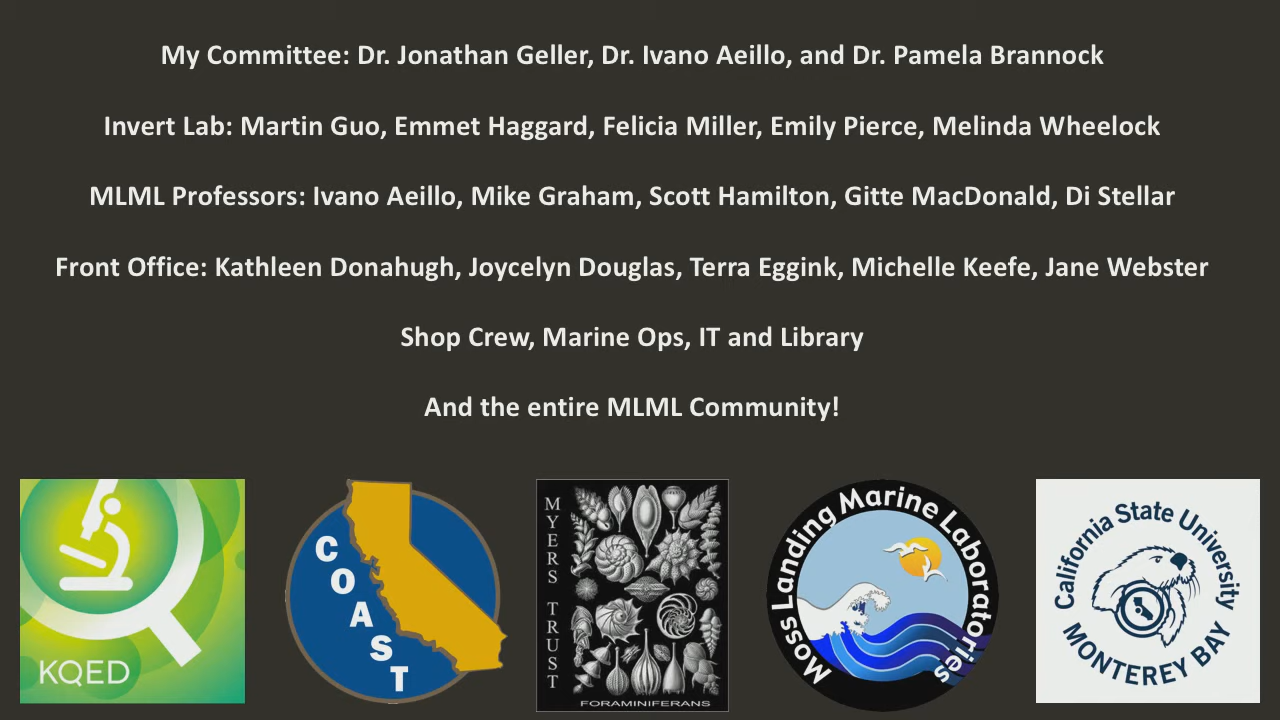 My Committee: Dr. Jonathan Geller, Dr. Ivano Aeillo, and Dr. Pamela Brannock
Invert Lab: Martin Guo, Emmet Haggard, Felicia Miller, Emily Pierce, Melinda Wheelock
MLML Professors: Ivano Aeillo, Mike Graham, Scott Hamilton, Gitte MacDonald, Di Stellar
Front Office: Kathleen Donahugh, Joycelyn Douglas, Terra Eggink, Michelle Keefe, Jane Webster
Shop Crew, Marine Ops, IT and Library
And the entire MLML Community!
KQED
COAST
MYERS TRUST
FORAMINIFERANS
Moss Landing Marine Laboratories
California State University
MONTEREY BAY